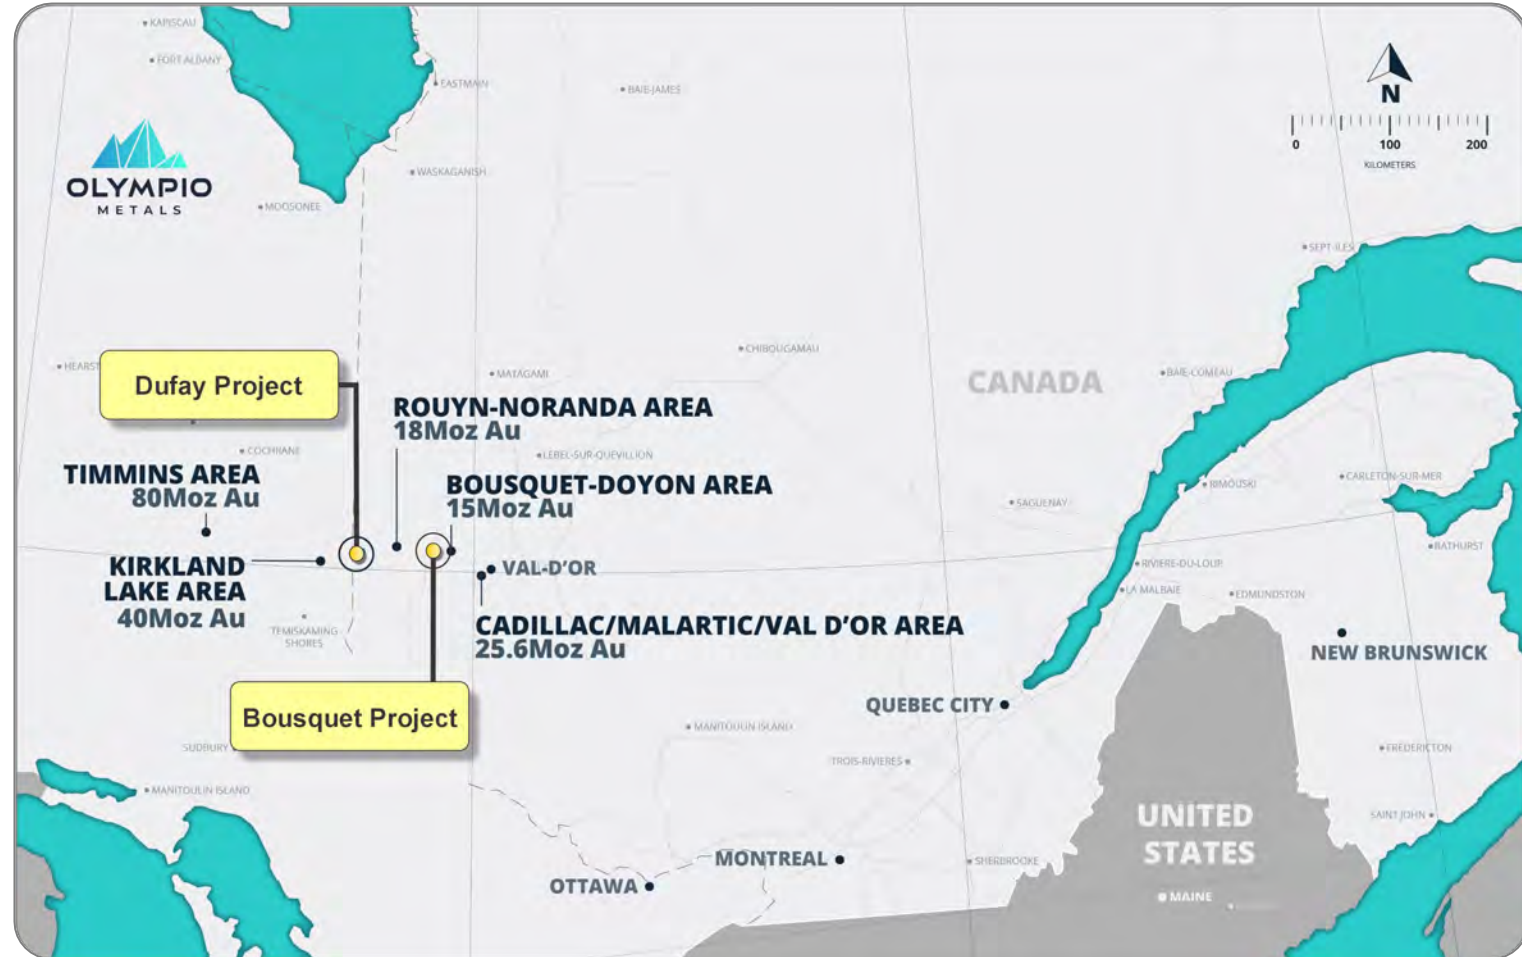 KAPISCAU
FORT ALBANY
EASTMAIN
BAIE-JAMES
N
0 100 200
KILOMETERS
OLYMPIO
METALS
WASKAGANISH
MOOSONEE
SEPT-ILES
HEARST
Dufay Project
MATAGAMI
CHIBOUGAMAU
CANADA
BAIE-COMEAU
ROUYN-NORANDA AREA
18Moz Au
COCHRANE
LEBEL-SUR-QUEVILLION
TIMMINS AREA
80Moz Au
BOUSQUET-DOYON AREA
15Moz Au
SAGUENAY
RIMOUSKI
CARLETON-SUR-MER
BATHURST
KIRKLAND
LAKE AREA
40Moz Au
VAL-D'OR
RIVIERE-DU-LOUP
LA MALBAIE
EDMUNDSTON
TEMISKAMING
SHORES
CADILLAC/MALARTIC/VAL D'OR AREA
25.6Moz Au
NEW BRUNSWICK
Bousquet Project
QUEBEC CITY
MANITOULIN ISLAND
SUDBURY
TROIS-RIVIERES
FREDERICTON
MANITOULIN ISLAND
UNITED
STATES
SAINT JOHN
MONTREAL
SHERBROOKE
OTTAWA
MAINE